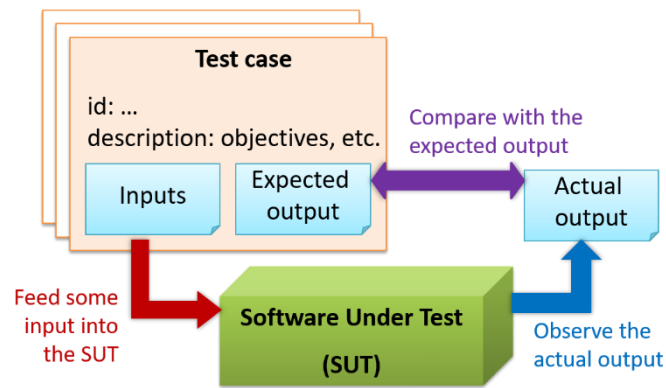 Test case
id: ...
description: objectives, etc.
Inputs
Expected
output
Compare with the
expected output
Actual
output
Feed some
input into
the SUT
Software Under Test
(SUT)
Observe the
actual output